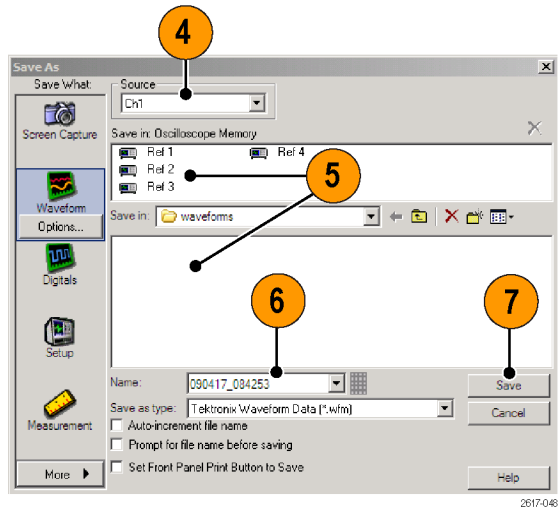 4
Save As
Save What:
Source
Ch1
Screen Capture
Save in: Oscilloscope Memory
Ref 1
Ref 4
Ref 2
Ref 3
5
Waveform
Options...
Save in:
waveforms
Digitals
6
7
Setup
Name:
090417_084253
Save
Save as type:
Tektronix Waveform Data (*.wfm)
Cancel
Measurement
Auto-increment file name
Prompt for file name before saving
Set Front Panel Print Button to Save
More
Help
2617-048